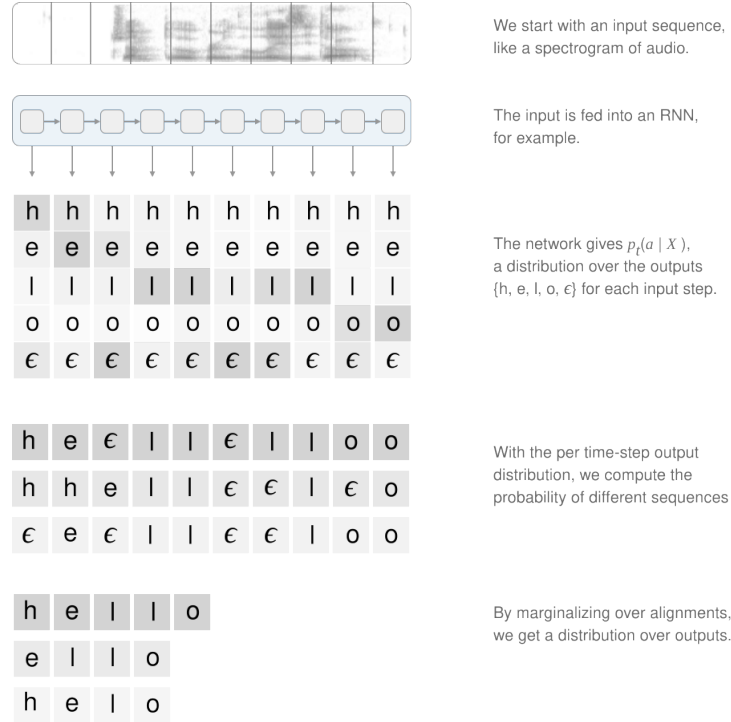 We start with an input sequence,
like a spectrogram of audio.
The input is fed into an RNN,
for example.
h h h h h h h h h h
e e e e e e e e e e
l l l l l l l l l l
o o o o o o o o o o
ϵ ϵ ϵ ϵ ϵ ϵ ϵ ϵ ϵ ϵ
The network gives pt(a | X ),
a distribution over the outputs
{h, e, l, o, ϵ} for each input step.
h e ϵ l l ϵ l l o o
h h e l l ϵ ϵ l ϵ o
ϵ e ϵ l l ϵ ϵ l o o
With the per time-step output
distribution, we compute the
probability of different sequences
h e l l o
e l l o
h e l o
By marginalizing over alignments,
we get a distribution over outputs.